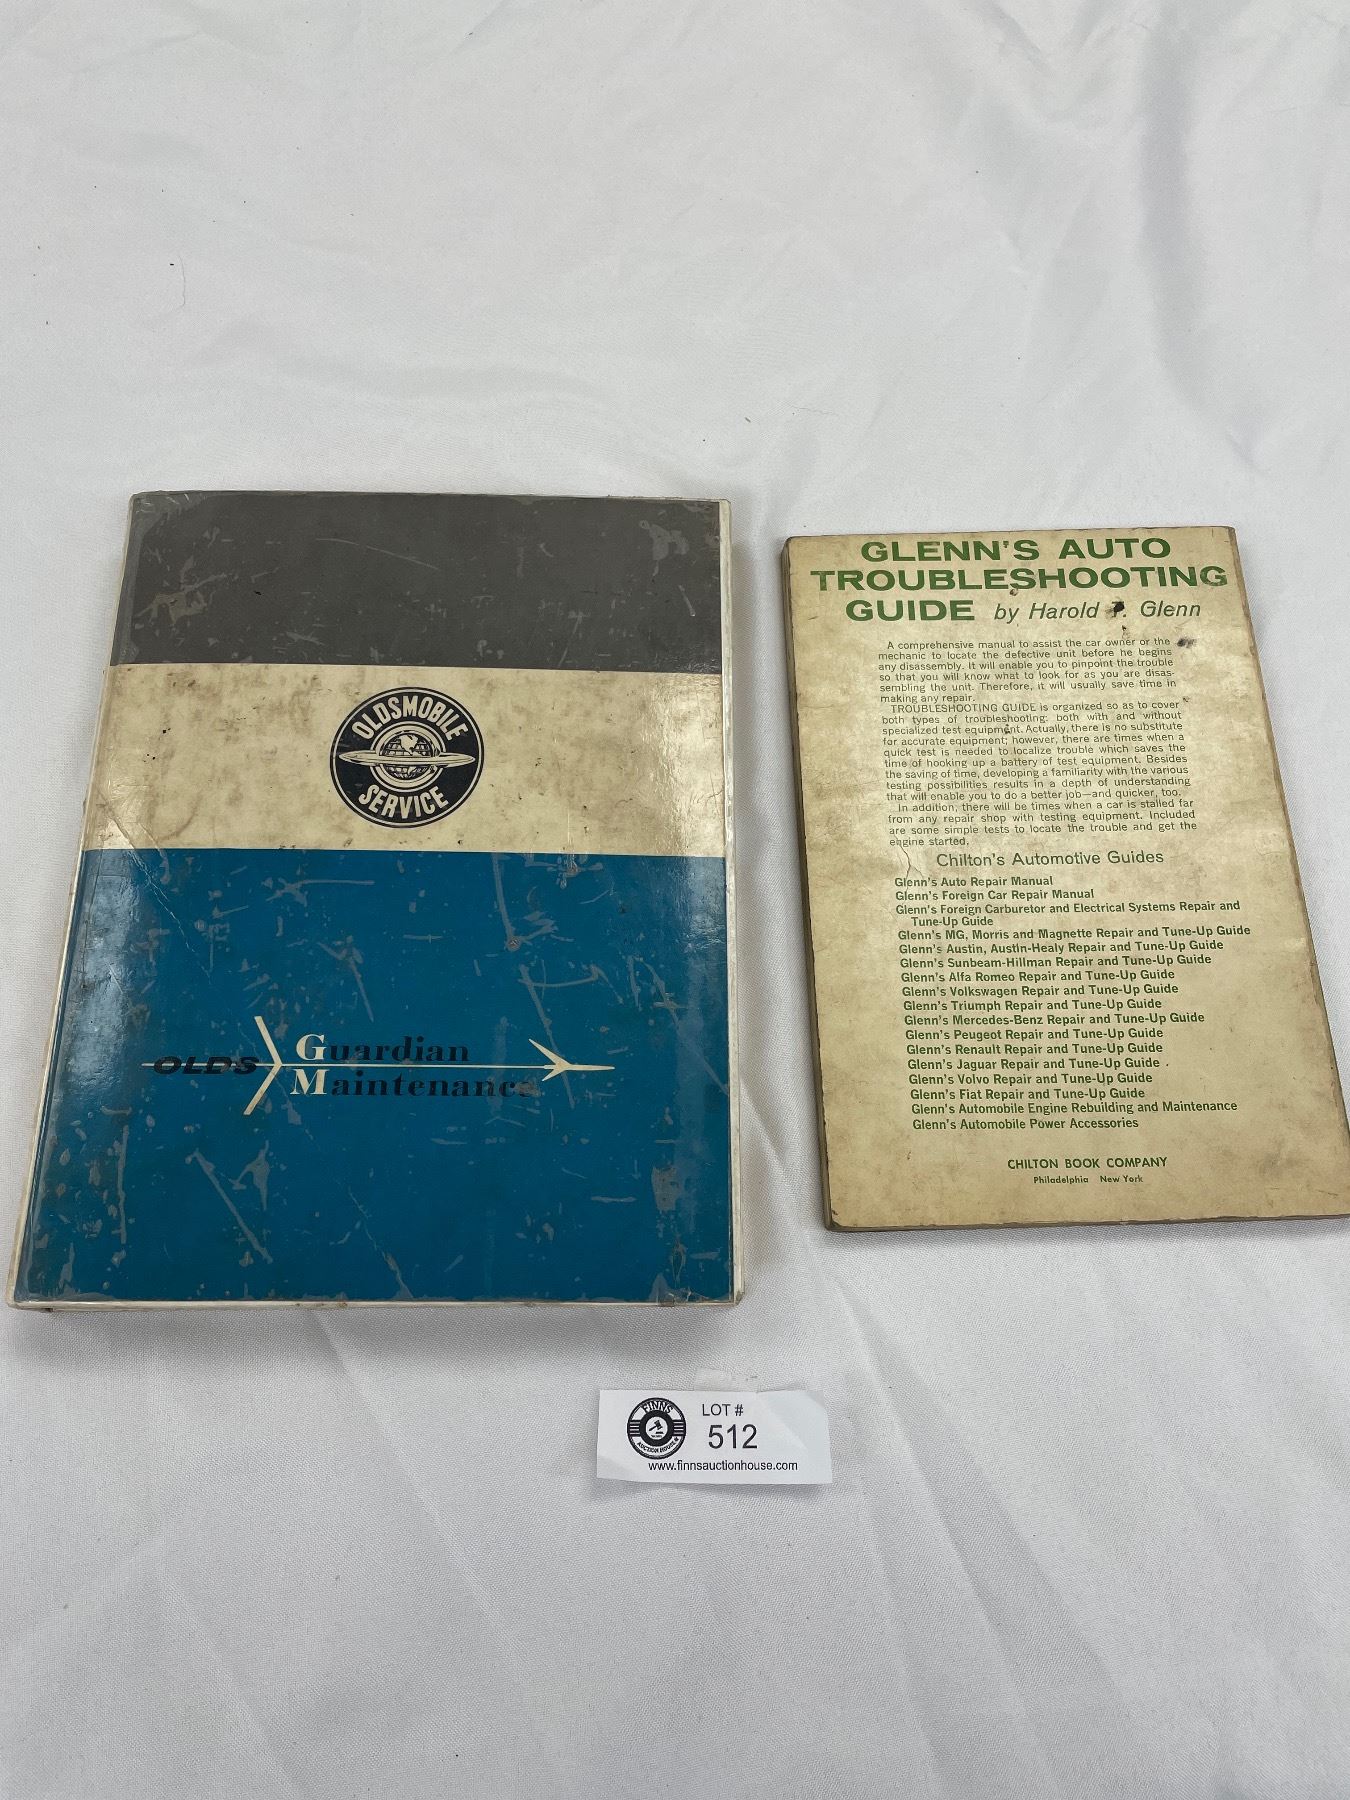 OLDSMOBILE
SERVICE
OLDS
Guardian
Maintenance
GLENN'S AUTO
TROUBLESHOOTING
GUIDE by Harold T. Glenn
A comprehensive manual to assist the car owner or the
mechanic to locate the defective unit before he begins
any disassembly. It will enable you to pinpoint the trouble
so that you will know what to look for as you are disas-
sembling the unit. Therefore, it will usually save time in
making any repair.
TROUBLESHOOTING GUIDE is organized so as to cover
both types of troubleshooting: both with and without
specialized test equipment. Actually, there is no substitute
for accurate equipment; however, there are times when a
quick test is needed to localize trouble which saves the
time of hooking up a battery of test equipment. Besides
the saving of time, developing a familiarity with the various
testing possibilities results in a depth of understanding
that will enable you to do a better job—and quicker, too.
In addition, there will be times when a car is stalled far
from any repair shop with testing equipment. Included
are some simple tests to locate the trouble and get the
engine started.
Chilton's Automotive Guides
Glenn's Auto Repair Manual
Glenn's Foreign Car Repair Manual
Glenn's Foreign Carburetor and Electrical Systems Repair and
Tune-Up Guide
Glenn's MG, Morris and Magnette Repair and Tune-Up Guide
Glenn's Austin, Austin-Healy Repair and Tune-Up Guide
Glenn's Sunbeam-Hillman Repair and Tune-Up Guide
Glenn's Alfa Romeo Repair and Tune-Up Guide
Glenn's Volkswagen Repair and Tune-Up Guide
Glenn's Triumph Repair and Tune-Up Guide
Glenn's Mercedes-Benz Repair and Tune-Up Guide
Glenn's Peugeot Repair and Tune-Up Guide
Glenn's Renault Repair and Tune-Up Guide
Glenn's Jaguar Repair and Tune-Up Guide
Glenn's Volvo Repair and Tune-Up Guide
Glenn's Fiat Repair and Tune-Up Guide
Glenn's Automobile Engine Rebuilding and Maintenance
Glenn's Automobile Power Accessories
CHILTON BOOK COMPANY
Philadelphia New York
FINNS
AUCTION HOUSE
LOT #
512
www.finnsauctionhouse.com